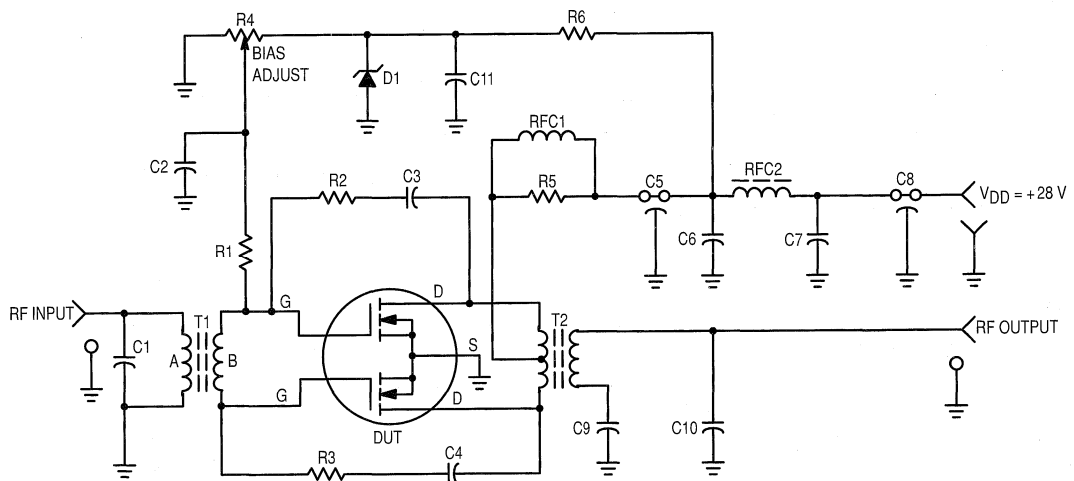 R4
R6
BIAS
ADJUST
D1
C11
RFC1
C2
R2
C3
R5
C5
RFC2
C8
V_DD = +28 V
R1
C6
C7
G
D
RF INPUT
T1
T2
RF OUTPUT
C1
A
B
S
G
D
DUT
C9
C10
R3
C4